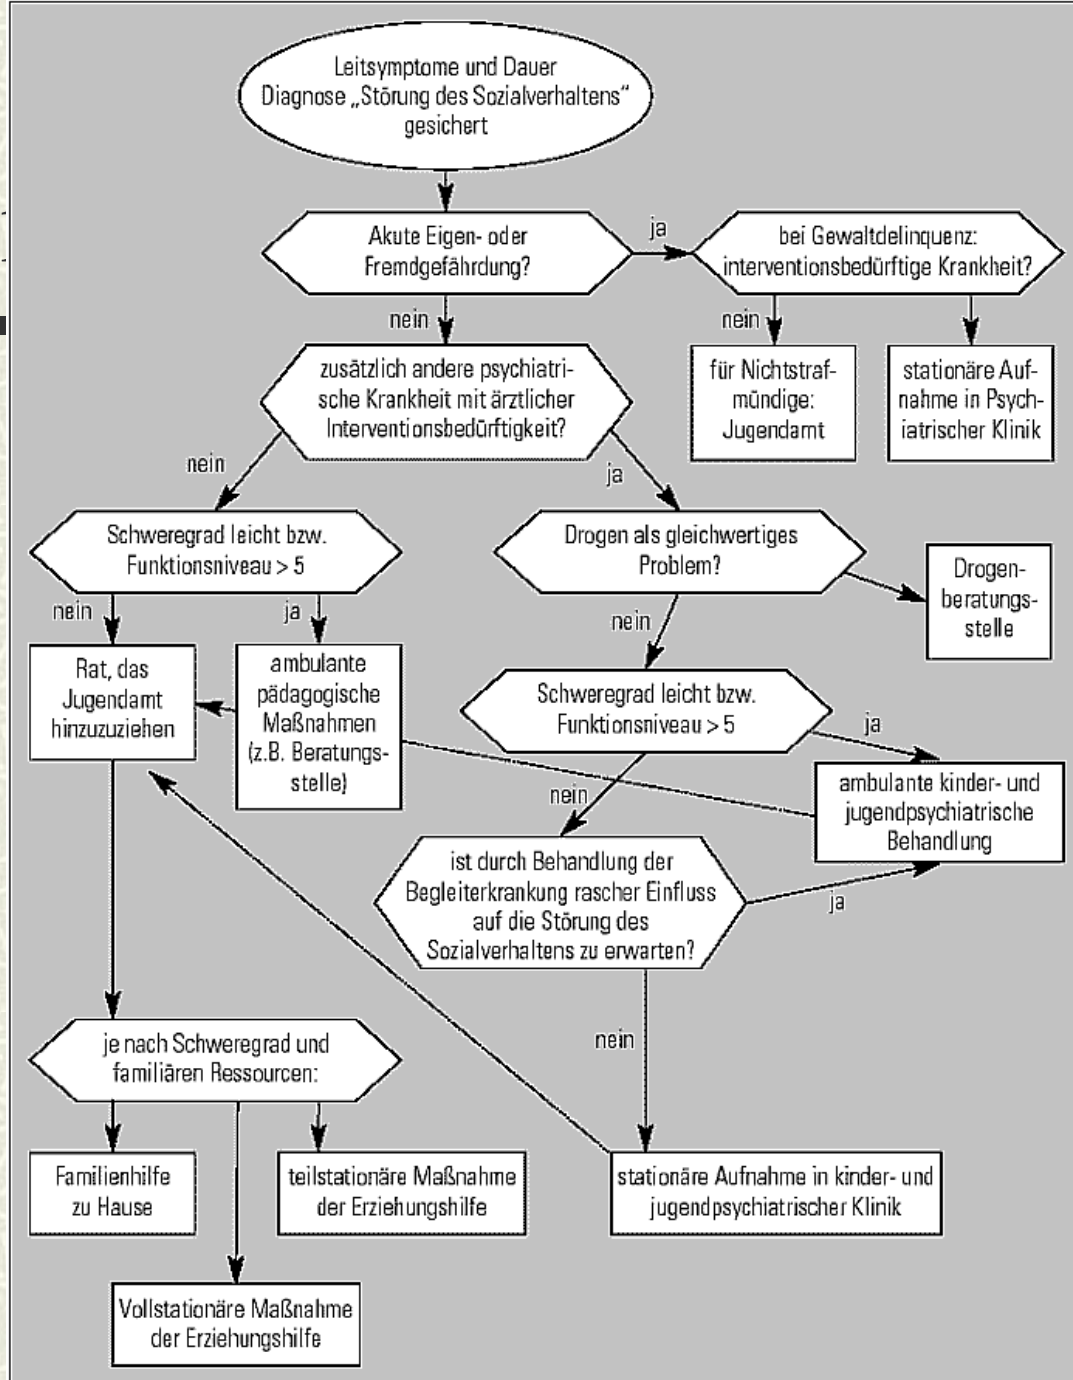 Leitsymptome und Dauer
Diagnose „Störung des Sozialverhaltens“
gesichert
Akute Eigen- oder
Fremdgefährdung?
ja
bei Gewaltdelinquenz:
interventionsbedürftige Krankheit?
nein
nein
zusätzlich andere psychiatri-
sche Krankheit mit ärztlicher
Interventionsbedürftigkeit?
für Nichtstraf-
mündige:
Jugendamt
stationäre Auf-
nahme in Psych-
iatrischer Klinik
nein
ja
Schweregrad leicht bzw.
Funktionsniveau > 5
Drogen als gleichwertiges
Problem?
Drogen-
beratungs-
stelle
nein
ja
nein
Rat, das
Jugendamt
hinzuzuziehen
ambulante
pädagogische
Maßnahmen
(z.B. Beratungs-
stelle)
Schweregrad leicht bzw.
Funktionsniveau > 5
ja
nein
ambulante kinder- und
jugendpsychiatrische
Behandlung
ist durch Behandlung der
Begleiterkrankung rascher Einfluss
auf die Störung des
Sozialverhaltens zu erwarten?
ja
nein
je nach Schweregrad und
familiären Ressourcen:
Familienhilfe
zu Hause
teilstationäre Maßnahme
der Erziehungshilfe
stationäre Aufnahme in kinder- und
jugendpsychiatrischer Klinik
Vollstationäre Maßnahme
der Erziehungshilfe